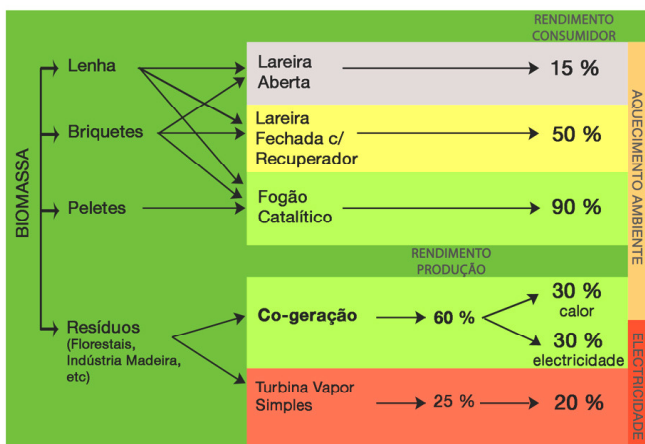 RENDIMENTO
CONSUMIDOR
BIOMASSA
Lenha
Lareira
Aberta
15 %
Briquetes
Lareira
Fechada c/
Recuperador
50 %
Peletes
Fogão
Catalítico
90 %
AQUECIMENTO AMBIENTE
RENDIMENTO
PRODUÇÃO
Resíduos
(Florestais,
Indústria Madeira,
etc)
Co-geração
60 %
30 %
calor
30 %
electricidade
Turbina Vapor
Simples
25 %
20 %
ELECTRICIDADE